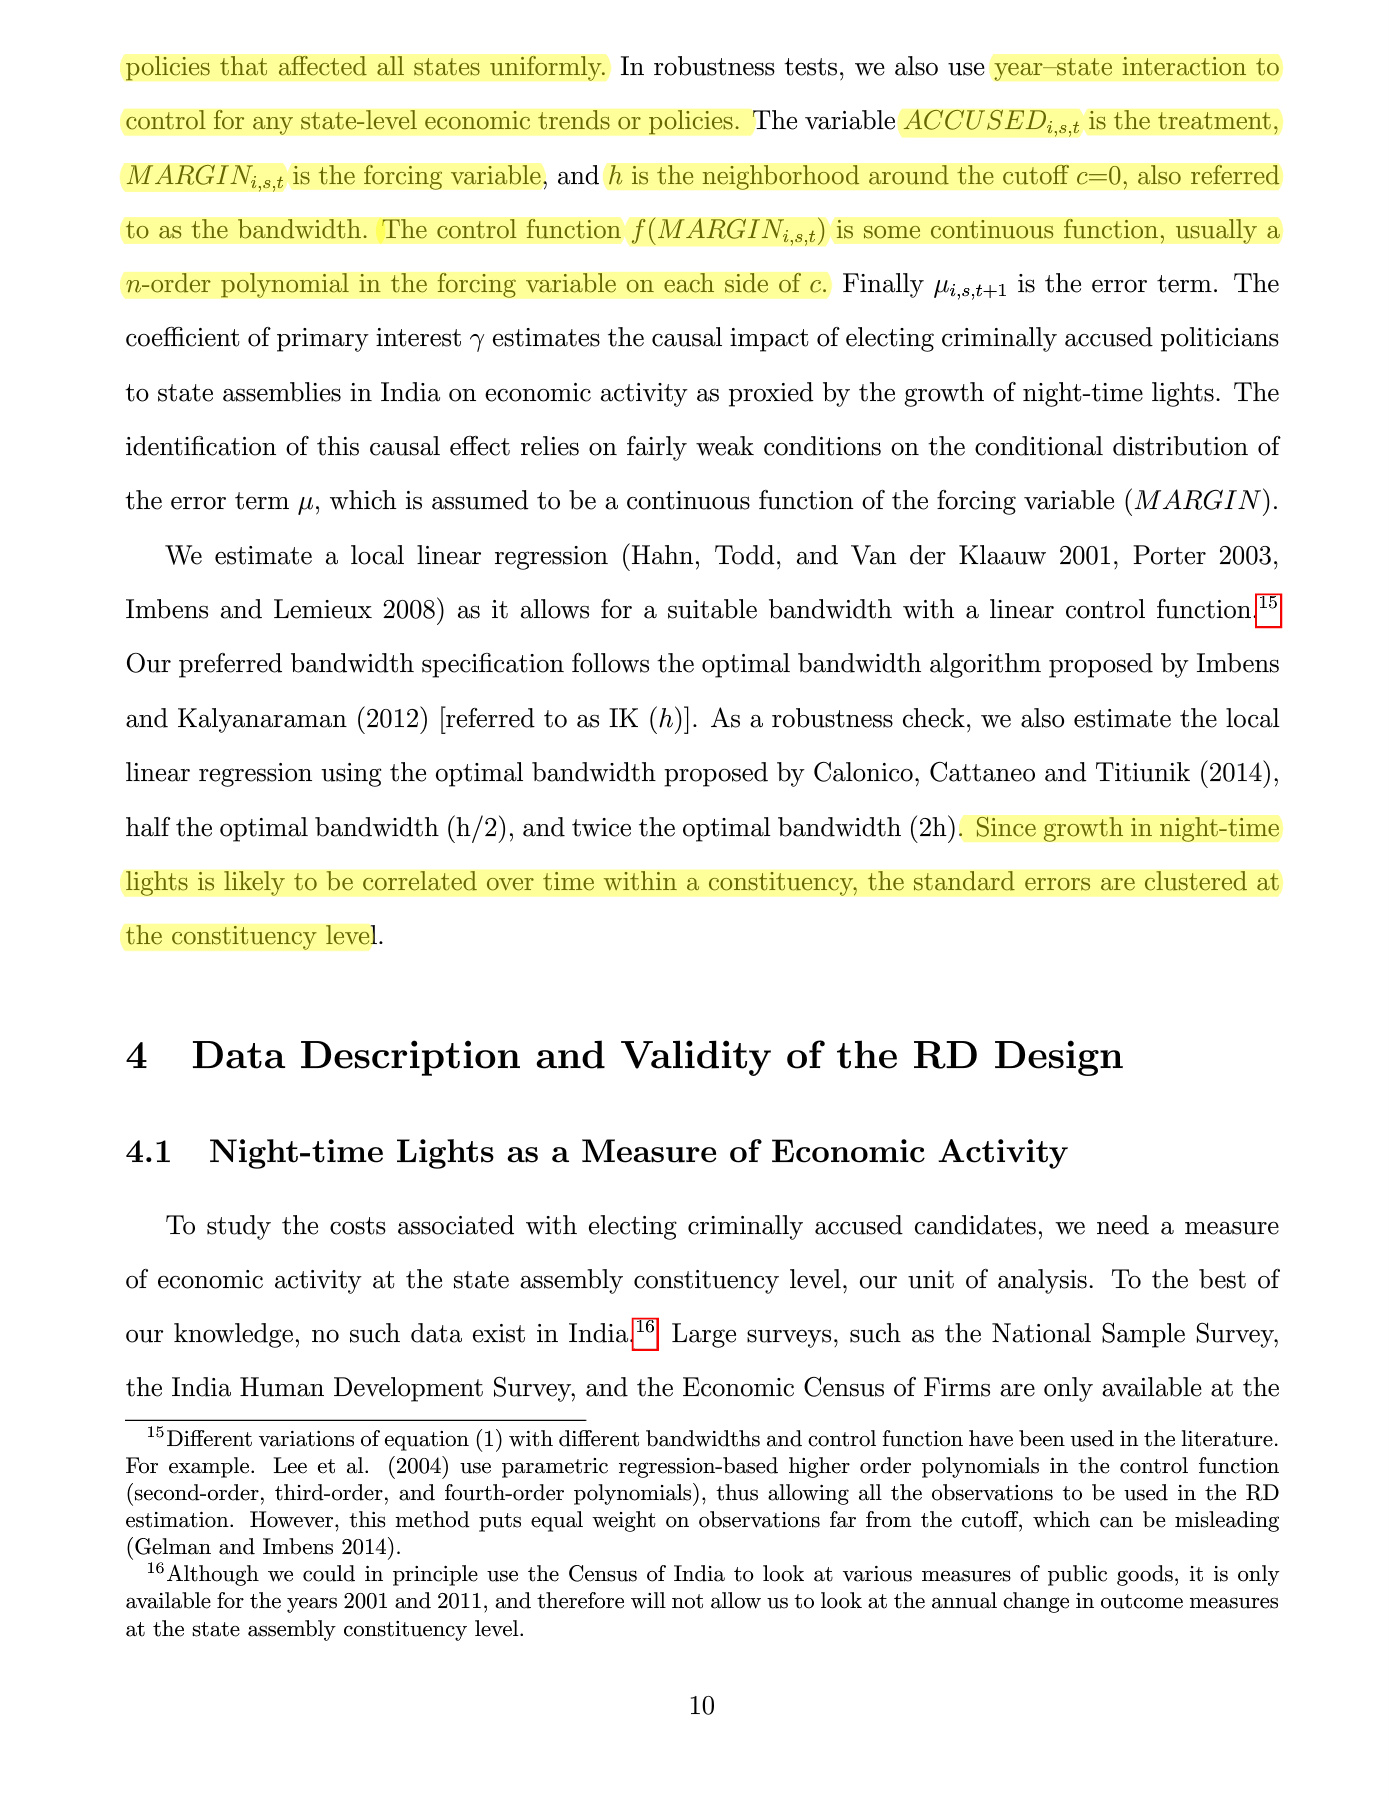 policies that affected all states uniformly. In robustness tests, we also use year–state interaction to
control for any state-level economic trends or policies. The variable ACCUSED_{i,s,t} is the treatment,
MARGIN_{i,s,t} is the forcing variable, and h is the neighborhood around the cutoff c=0, also referred
to as the bandwidth. The control function f(MARGIN_{i,s,t}) is some continuous function, usually a
n-order polynomial in the forcing variable on each side of c. Finally μ_{i,s,t+1} is the error term. The
coefficient of primary interest γ estimates the causal impact of electing criminally accused politicians
to state assemblies in India on economic activity as proxied by the growth of night-time lights. The
identification of this causal effect relies on fairly weak conditions on the conditional distribution of
the error term μ, which is assumed to be a continuous function of the forcing variable (MARGIN).
We estimate a local linear regression (Hahn, Todd, and Van der Klaauw 2001, Porter 2003,
Imbens and Lemieux 2008) as it allows for a suitable bandwidth with a linear control function.15
Our preferred bandwidth specification follows the optimal bandwidth algorithm proposed by Imbens
and Kalyanaraman (2012) [referred to as IK (h)]. As a robustness check, we also estimate the local
linear regression using the optimal bandwidth proposed by Calonico, Cattaneo and Titiunik (2014),
half the optimal bandwidth (h/2), and twice the optimal bandwidth (2h). Since growth in night-time
lights is likely to be correlated over time within a constituency, the standard errors are clustered at
the constituency level.
4 Data Description and Validity of the RD Design
4.1 Night-time Lights as a Measure of Economic Activity
To study the costs associated with electing criminally accused candidates, we need a measure
of economic activity at the state assembly constituency level, our unit of analysis. To the best of
our knowledge, no such data exist in India.16 Large surveys, such as the National Sample Survey,
the India Human Development Survey, and the Economic Census of Firms are only available at the
15Different variations of equation (1) with different bandwidths and control function have been used in the literature.
For example. Lee et al. (2004) use parametric regression-based higher order polynomials in the control function
(second-order, third-order, and fourth-order polynomials), thus allowing all the observations to be used in the RD
estimation. However, this method puts equal weight on observations far from the cutoff, which can be misleading
(Gelman and Imbens 2014).
16Although we could in principle use the Census of India to look at various measures of public goods, it is only
available for the years 2001 and 2011, and therefore will not allow us to look at the annual change in outcome measures
at the state assembly constituency level.
10